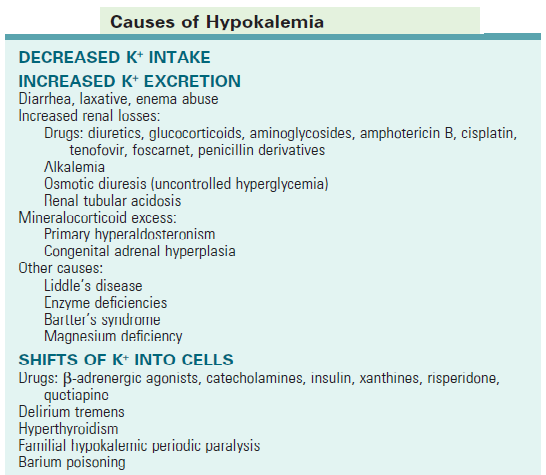 Causes of Hypokalemia
DECREASED K⁺ INTAKE
INCREASED K⁺ EXCRETION
Diarrhea, laxative, enema abuse
Increased renal losses:
Drugs: diuretics, glucocorticoids, aminoglycosides, amphotericin B, cisplatin,
tenofovir, foscarnet, penicillin derivatives
Alkalemia
Osmotic diuresis (uncontrolled hyperglycemia)
Renal tubular acidosis
Mineralocorticoid excess:
Primary hyperaldosteronism
Congenital adrenal hyperplasia
Other causes:
Liddle's disease
Enzyme deficiencies
Bartter's syndrome
Magnesium deficiency
SHIFTS OF K⁺ INTO CELLS
Drugs: β-adrenergic agonists, catecholamines, insulin, xanthines, risperidone,
quetiapine
Delirium tremens
Hyperthyroidism
Familial hypokalemic periodic paralysis
Barium poisoning